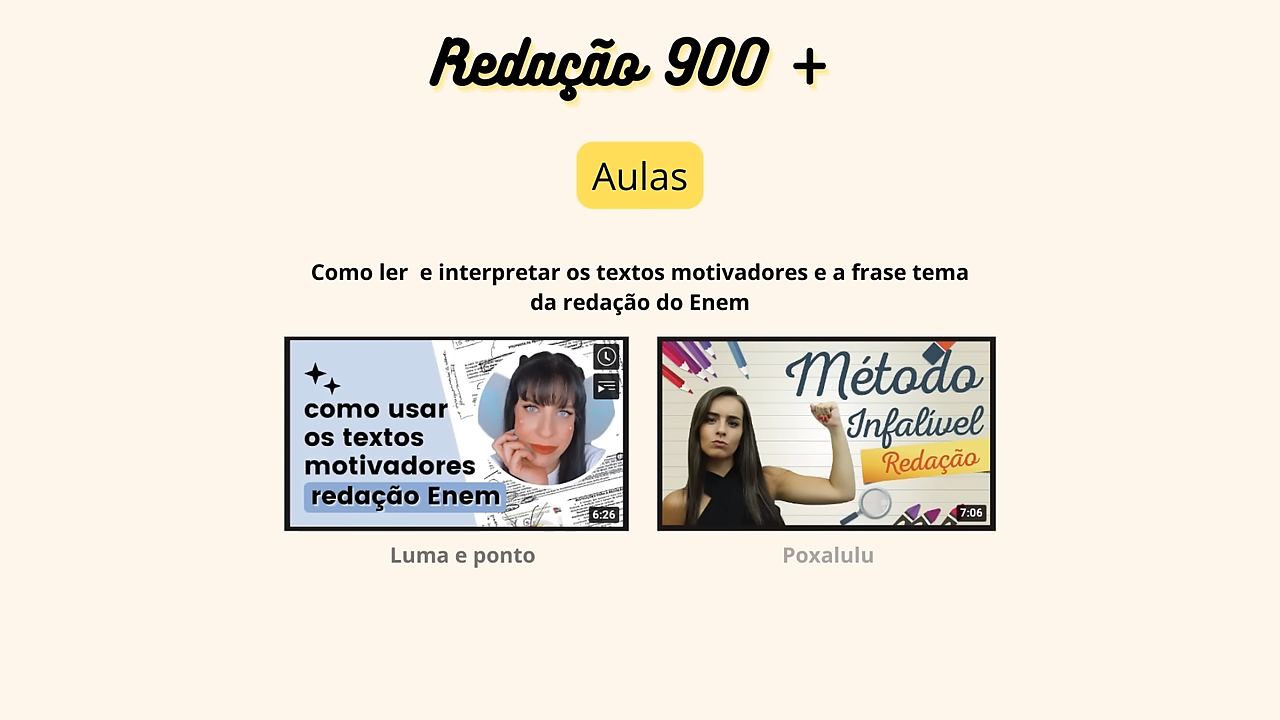 Redação 900 +
Aulas
Como ler  e interpretar os textos motivadores e a frase tema
da redação do Enem
como usar
os textos
motivadores
redação Enem
6:26
Método
Infalível
Redação
7:06
Luma e ponto
Poxalulu